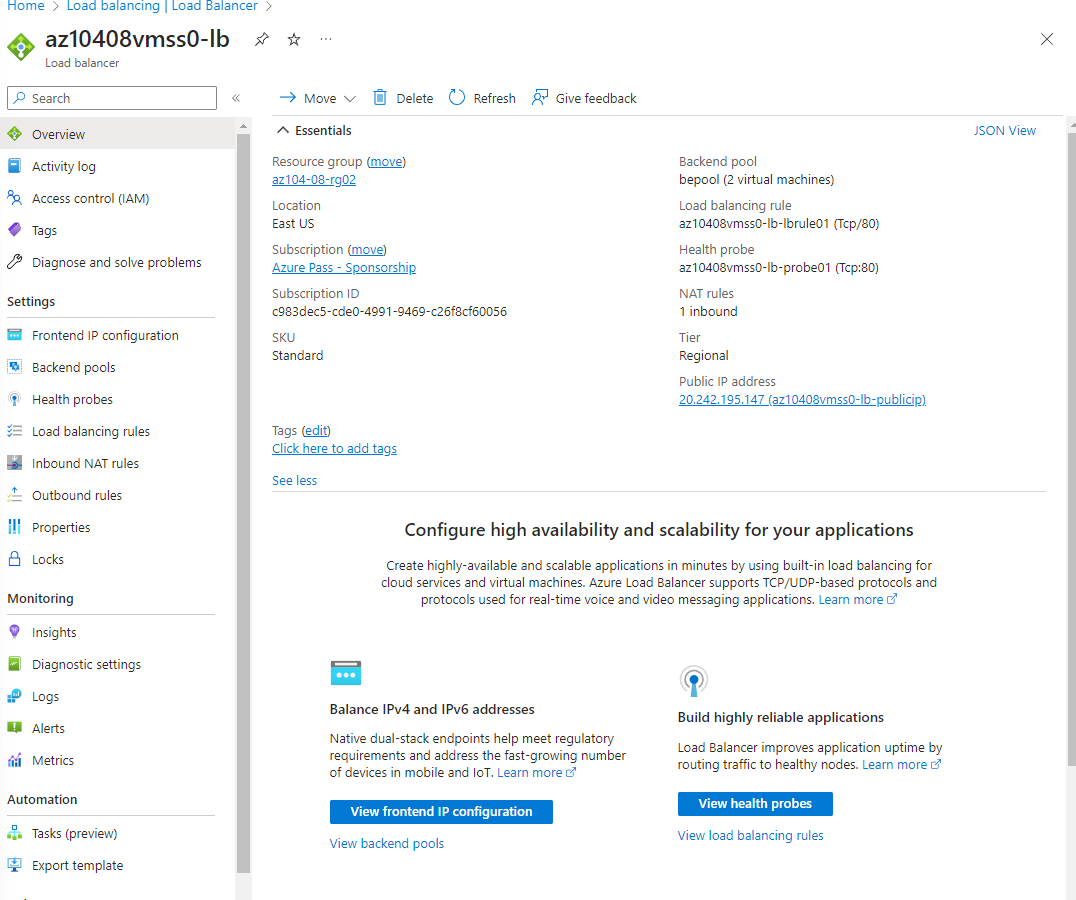 Home > Load balancing | Load Balancer >
az10408vmss0-lb
Load balancer
Search
Overview
Activity log
Access control (IAM)
Tags
Diagnose and solve problems
Settings
Frontend IP configuration
Backend pools
Health probes
Load balancing rules
Inbound NAT rules
Outbound rules
Properties
Locks
Monitoring
Insights
Diagnostic settings
Logs
Alerts
Metrics
Automation
Tasks (preview)
Export template
Move
Delete
Refresh
Give feedback
Essentials
JSON View
Resource group (move)
az104-08-rg02
Location
East US
Subscription (move)
Azure Pass - Sponsorship
Subscription ID
c983dec5-cde0-4991-9469-c26f8cf60056
SKU
Standard
Backend pool
bepool (2 virtual machines)
Load balancing rule
az10408vmss0-lb-lbrule01 (Tcp/80)
Health probe
az10408vmss0-lb-probe01 (Tcp:80)
NAT rules
1 inbound
Tier
Regional
Public IP address
20.242.195.147 (az10408vmss0-lb-publicip)
Tags (edit)
Click here to add tags
See less
Configure high availability and scalability for your applications
Create highly-available and scalable applications in minutes by using built-in load balancing for
cloud services and virtual machines. Azure Load Balancer supports TCP/UDP-based protocols and
protocols used for real-time voice and video messaging applications. Learn more
Balance IPv4 and IPv6 addresses
Native dual-stack endpoints help meet regulatory
requirements and address the fast-growing number
of devices in mobile and IoT. Learn more
View frontend IP configuration
View backend pools
Build highly reliable applications
Load Balancer improves application uptime by
routing traffic to healthy nodes. Learn more
View health probes
View load balancing rules